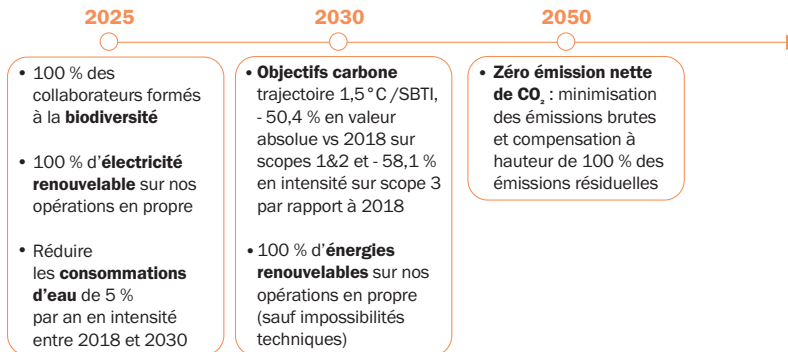 2025
2030
2050
• 100 % des
collaborateurs formés
à la biodiversité
• 100 % d'électricité
renouvelable sur nos
opérations en propre
• Réduire
les consommations
d'eau de 5 %
par an en intensité
entre 2018 et 2030
• Objectifs carbone
trajectoire 1,5°C /SBTI,
- 50,4 % en valeur
absolue vs 2018 sur
scopes 1&2 et - 58,1 %
en intensité sur scope 3
par rapport à 2018
• 100 % d'énergies
renouvelables sur nos
opérations en propre
(sauf impossibilités
techniques)
• Zéro émission nette
de CO₂ : minimisation
des émissions brutes
et compensation à
hauteur de 100 % des
émissions résiduelles